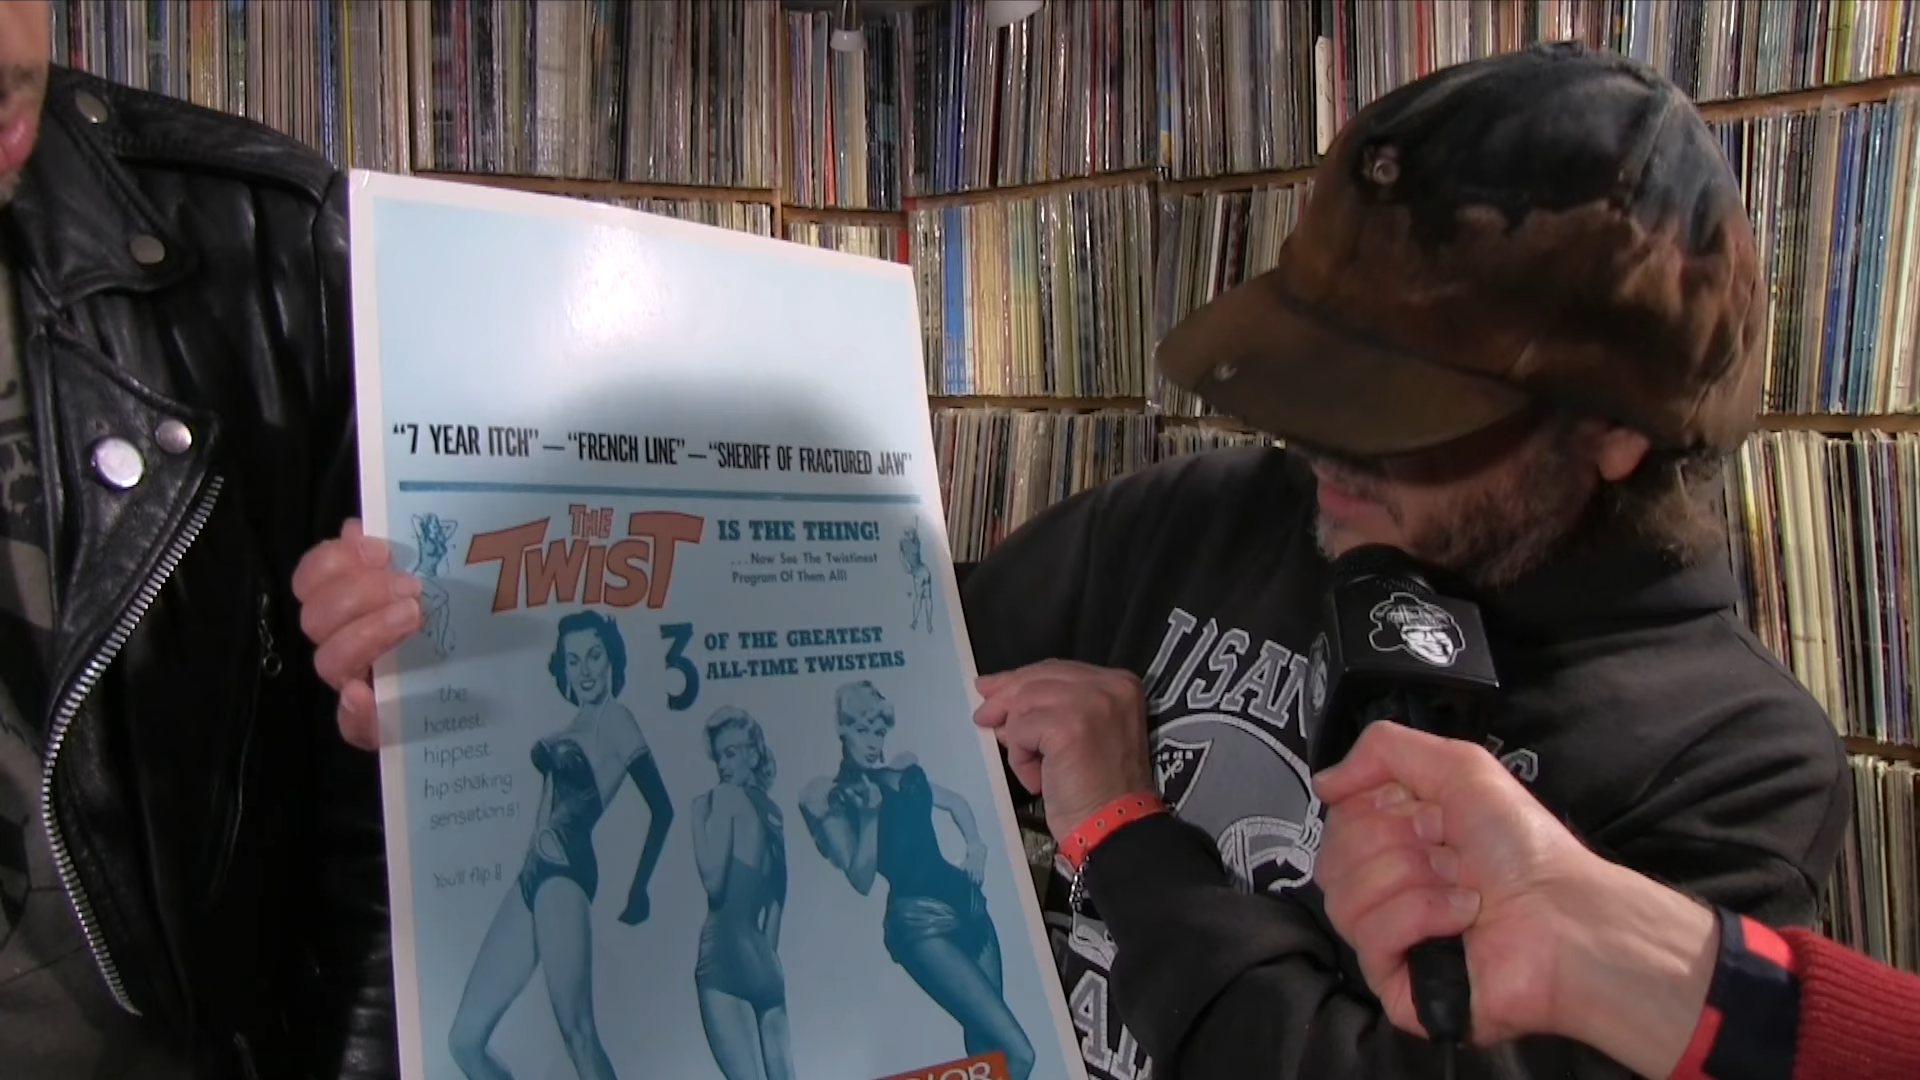 "7 YEAR ITCH" — "FRENCH LINE" — "SHERIFF OF FRACTURED JAW"
THE
TWIST
IS THE THING!
...Now See The Twistinest
Program Of Them All!
3 OF THE GREATEST
ALL-TIME TWISTERS
the
hottest,
hippest
hip-shaking
sensations!
You'll flip!!